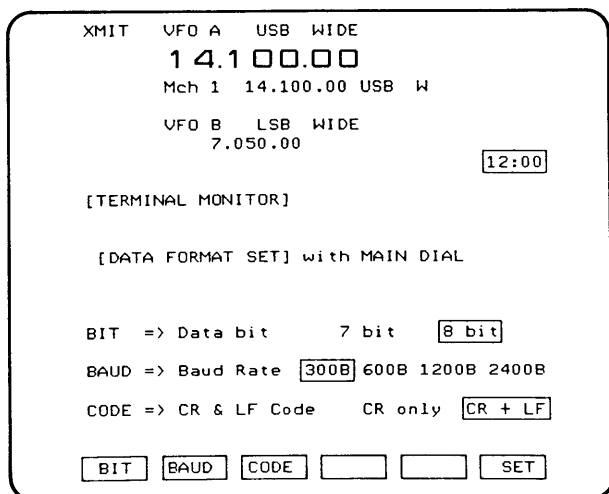 XMIT VFO A USB WIDE
14.100.00
Mch 1 14.100.00 USB W
VFO B LSB WIDE
7.050.00
12:00
[TERMINAL MONITOR]
[DATA FORMAT SET] with MAIN DIAL
BIT => Data bit 7 bit 8 bit
BAUD => Baud Rate 300B 600B 1200B 2400B
CODE => CR & LF Code CR only CR + LF
BIT BAUD CODE SET